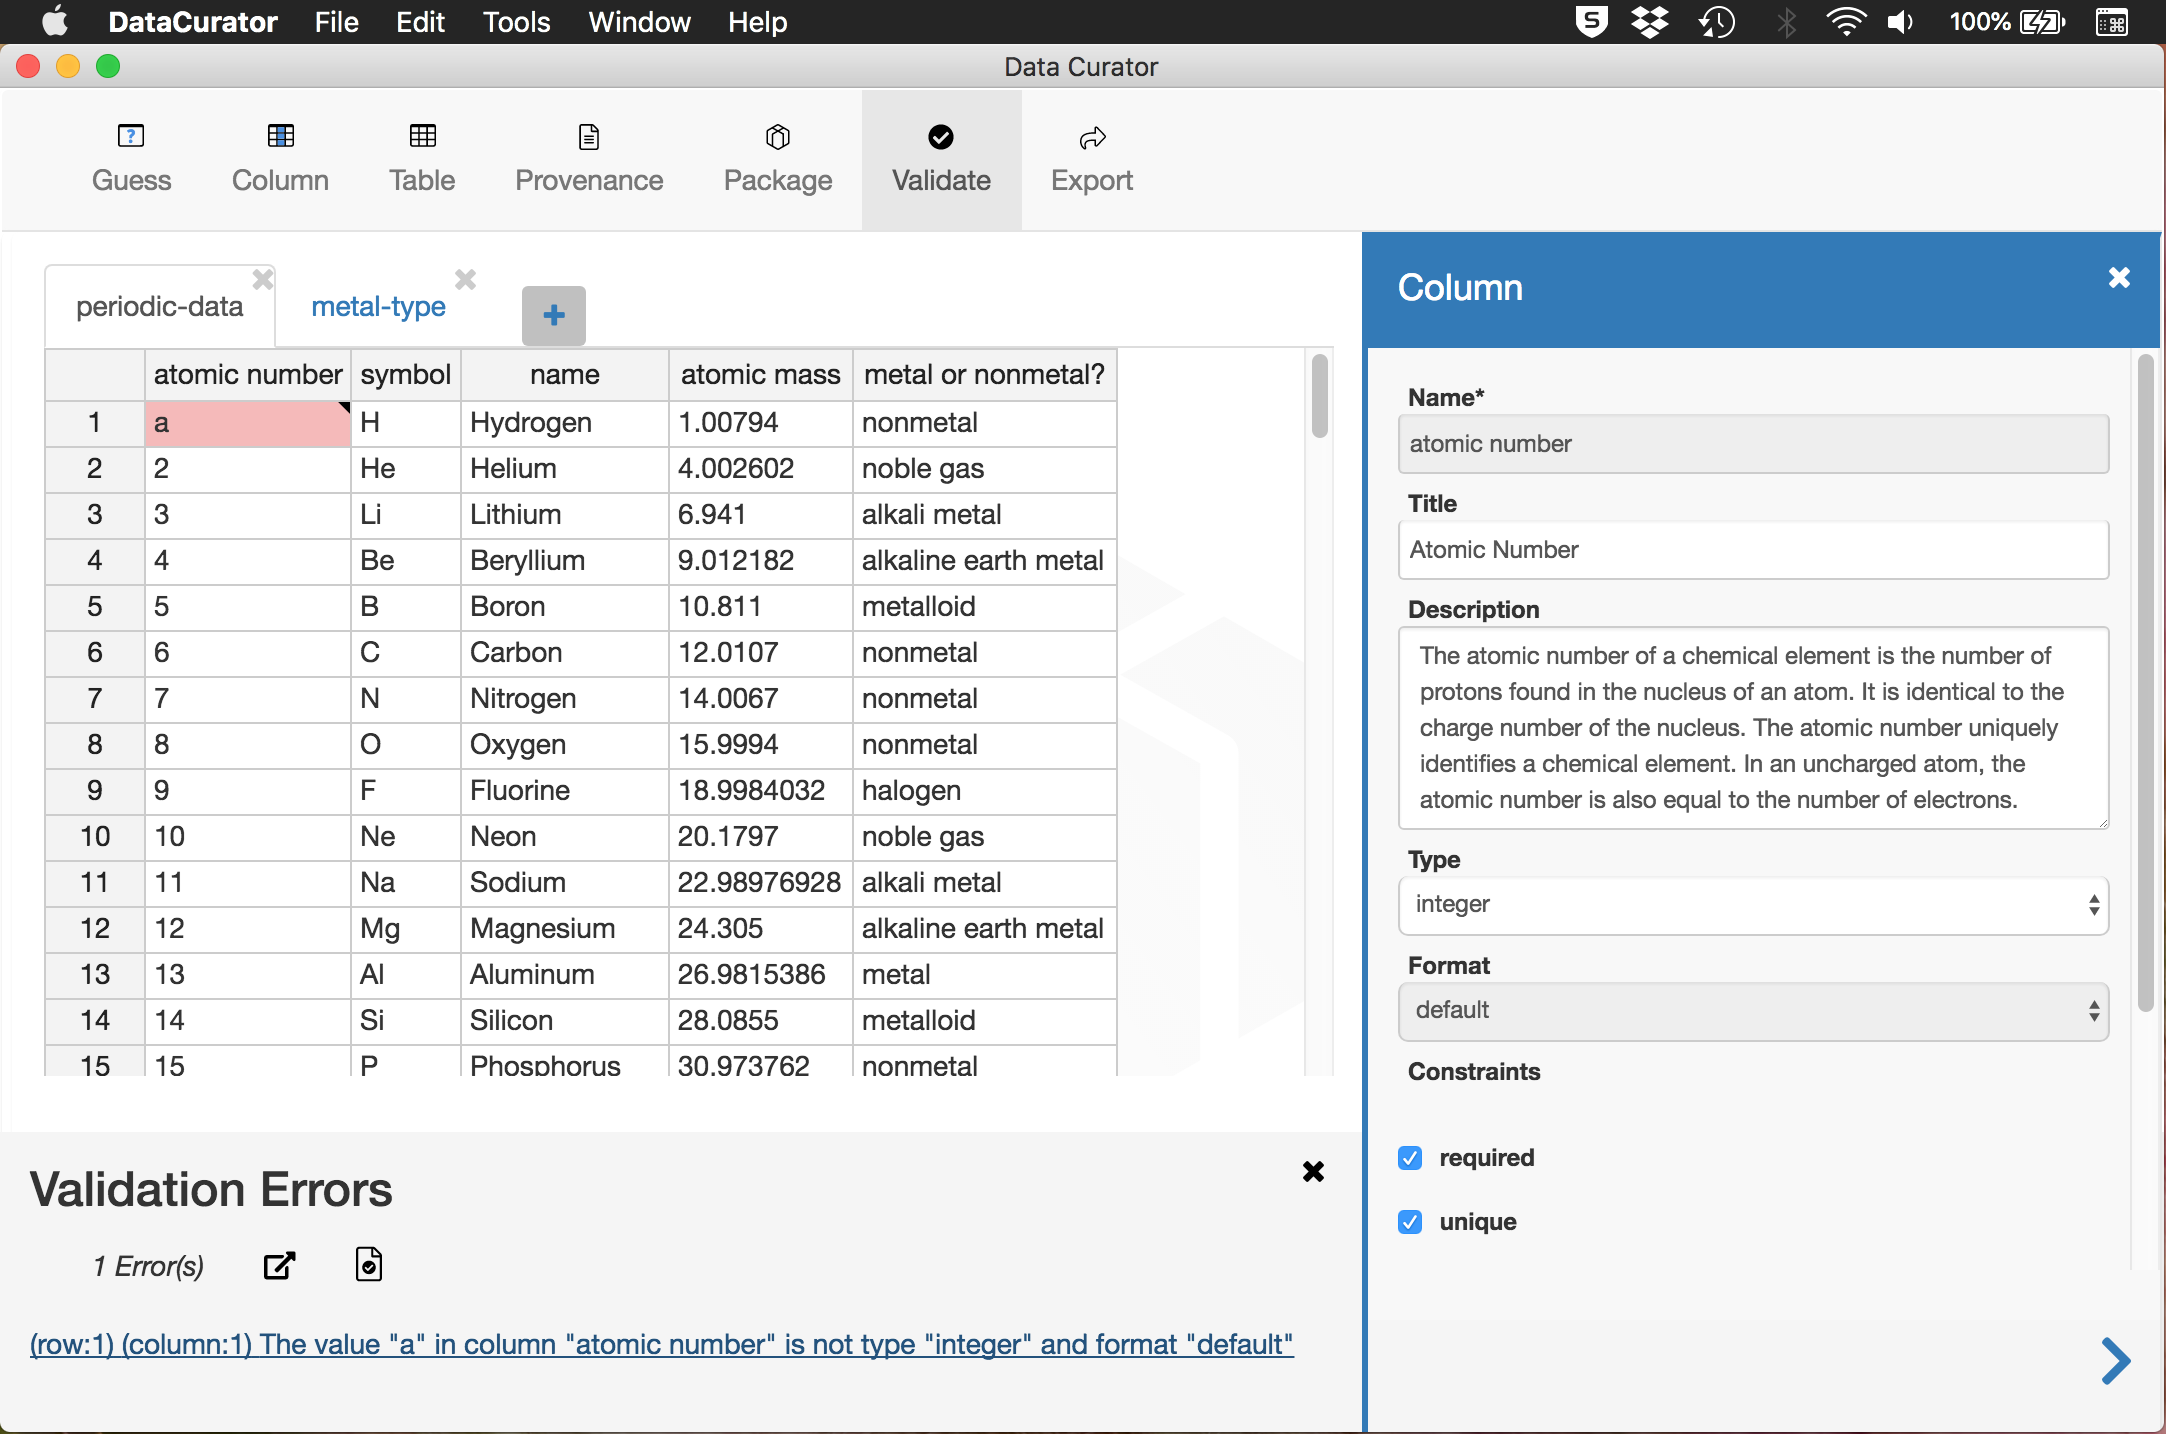 DataCurator File Edit Tools Window Help 100%
Data Curator
Guess Column Table Provenance Package Validate Export
periodic-data metal-type
atomic number symbol name atomic mass metal or nonmetal?
1 a H Hydrogen 1.00794 nonmetal
2 2 He Helium 4.002602 noble gas
3 3 Li Lithium 6.941 alkali metal
4 4 Be Beryllium 9.012182 alkaline earth metal
5 5 B Boron 10.811 metalloid
6 6 C Carbon 12.0107 nonmetal
7 7 N Nitrogen 14.0067 nonmetal
8 8 O Oxygen 15.9994 nonmetal
9 9 F Fluorine 18.9984032 halogen
10 10 Ne Neon 20.1797 noble gas
11 11 Na Sodium 22.98976928 alkali metal
12 12 Mg Magnesium 24.305 alkaline earth metal
13 13 Al Aluminum 26.9815386 metal
14 14 Si Silicon 28.0855 metalloid
15 15 P Phosphorus 30.973762 nonmetal
Validation Errors
1 Error(s)
(row:1) (column:1) The value "a" in column "atomic number" is not type "integer" and format "default"
Column
Name*
atomic number
Title
Atomic Number
Description
The atomic number of a chemical element is the number of
protons found in the nucleus of an atom. It is identical to the
charge number of the nucleus. The atomic number uniquely
identifies a chemical element. In an uncharged atom, the
atomic number is also equal to the number of electrons.
Type
integer
Format
default
Constraints
required
unique